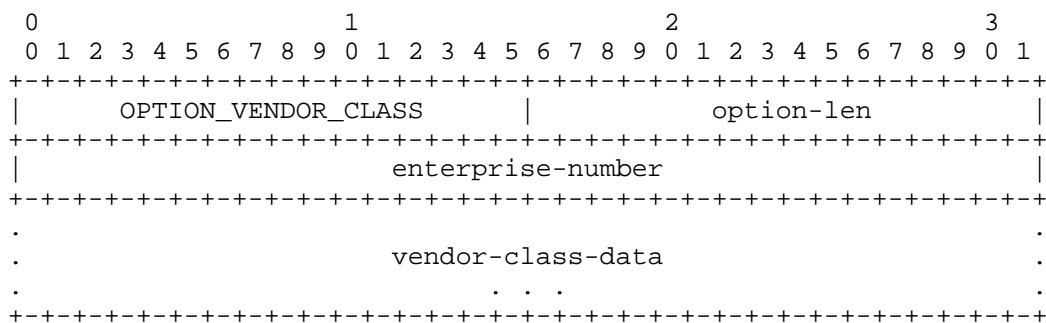 0                   1                   2                   3
 0 1 2 3 4 5 6 7 8 9 0 1 2 3 4 5 6 7 8 9 0 1 2 3 4 5 6 7 8 9 0 1
+-+-+-+-+-+-+-+-+-+-+-+-+-+-+-+-+-+-+-+-+-+-+-+-+-+-+-+-+-+-+-+-+
|      OPTION_VENDOR_CLASS      |           option-len          |
+-+-+-+-+-+-+-+-+-+-+-+-+-+-+-+-+-+-+-+-+-+-+-+-+-+-+-+-+-+-+-+-+
|                       enterprise-number                       |
+-+-+-+-+-+-+-+-+-+-+-+-+-+-+-+-+-+-+-+-+-+-+-+-+-+-+-+-+-+-+-+-+
.                                                               .
.                       vendor-class-data                       .
.                             . . .                             .
+-+-+-+-+-+-+-+-+-+-+-+-+-+-+-+-+-+-+-+-+-+-+-+-+-+-+-+-+-+-+-+-+